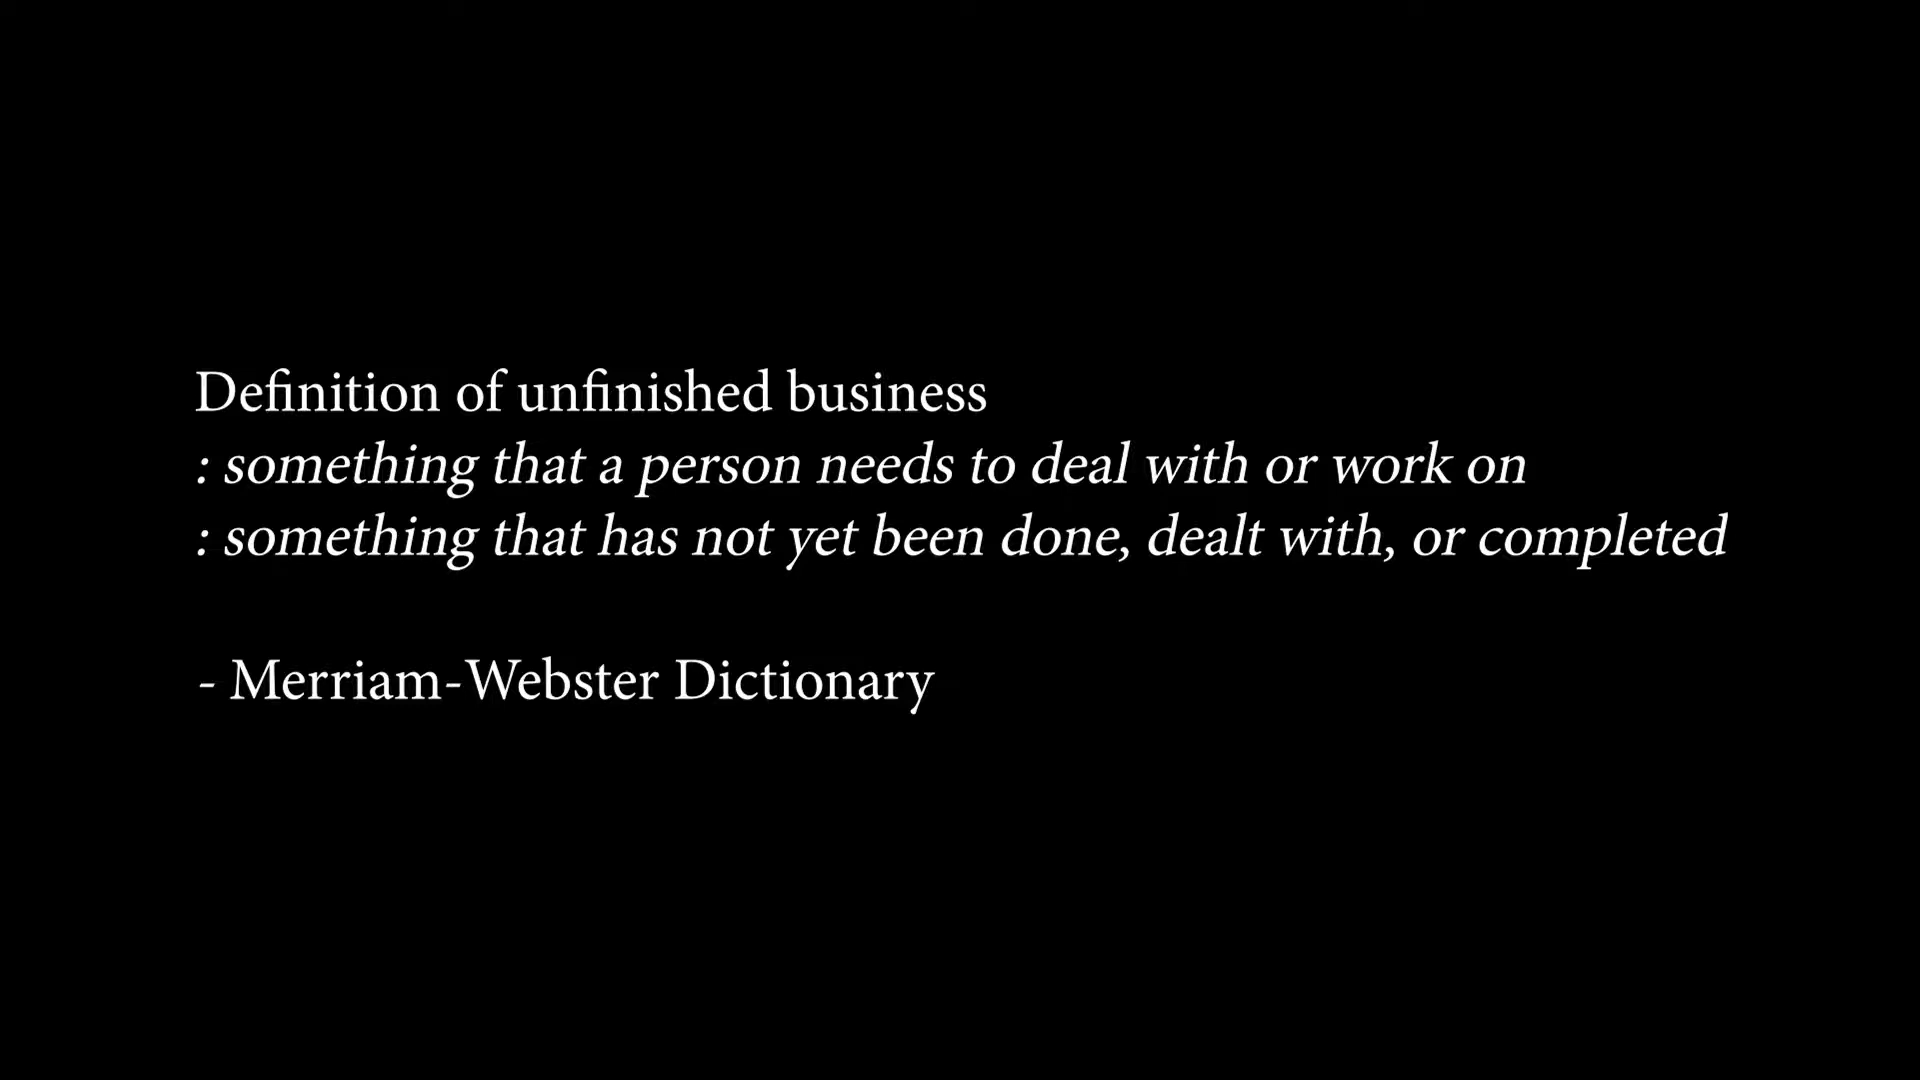 Definition of unfinished business
: something that a person needs to deal with or work on
: something that has not yet been done, dealt with, or completed
- Merriam-Webster Dictionary